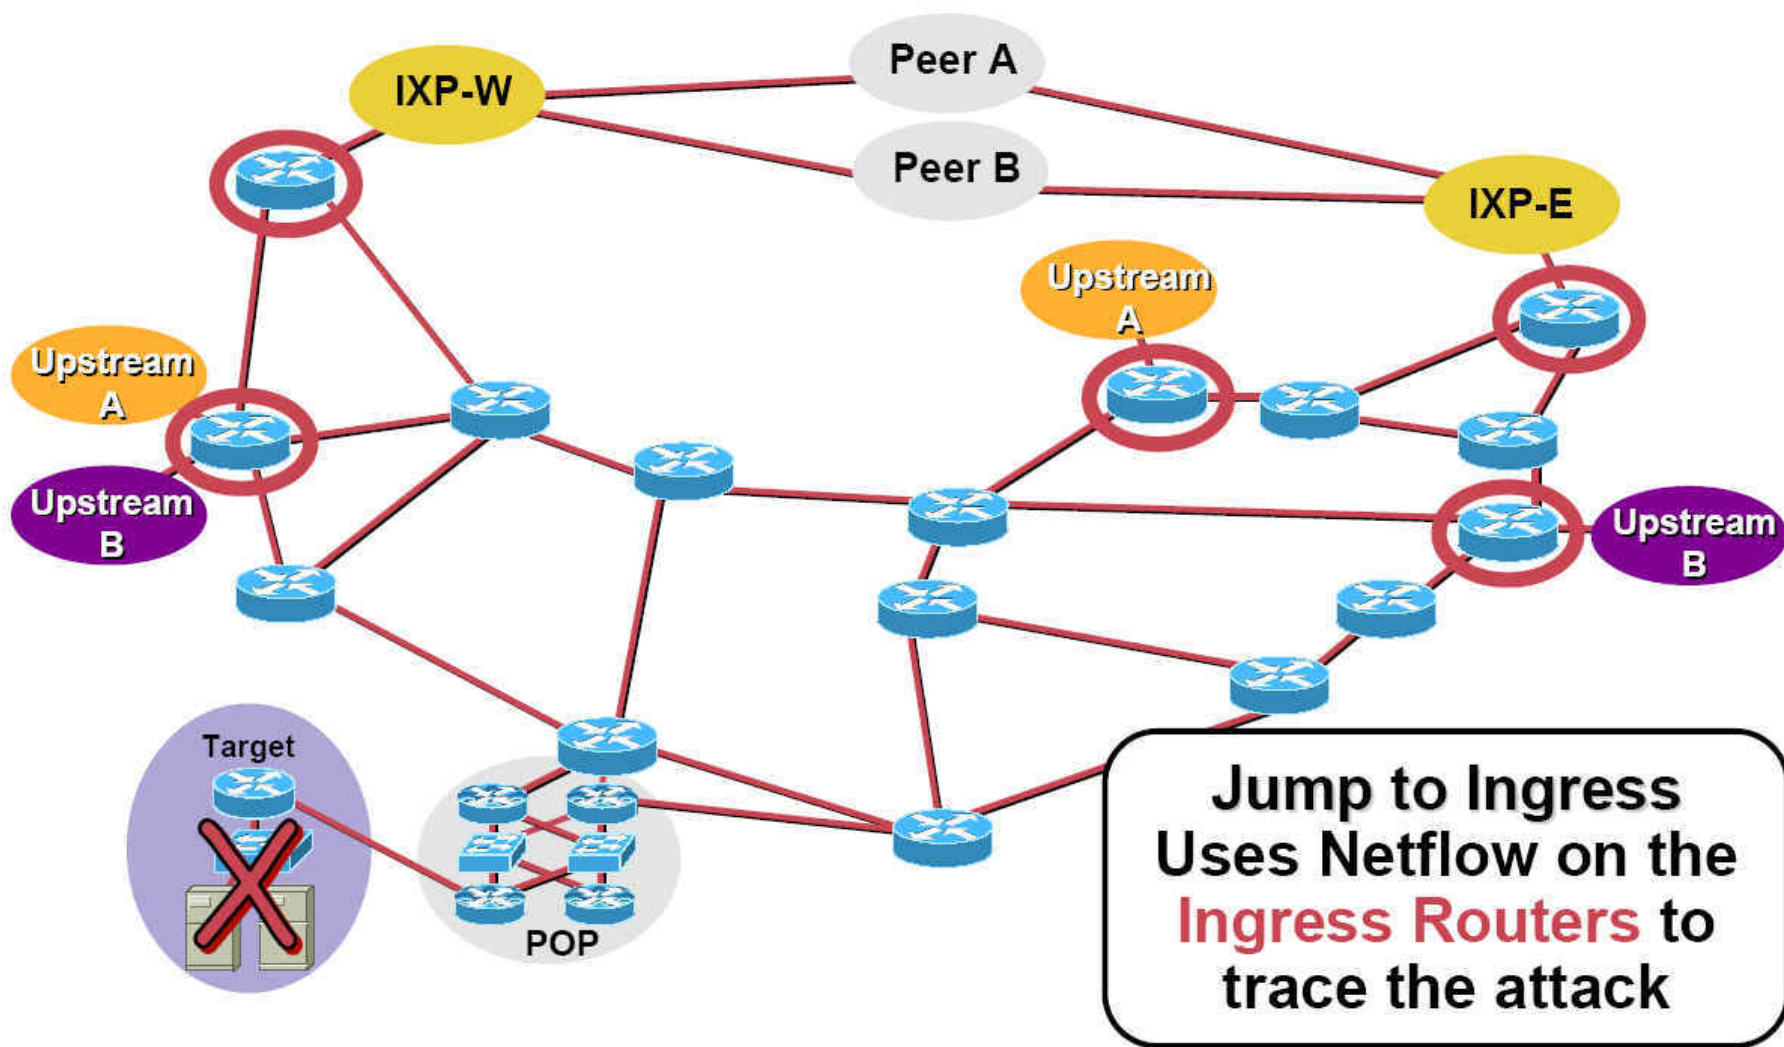 Peer A
IXP-W
Peer B
IXP-E
Upstream
A
Upstream
A
Upstream
B
Upstream
B
Target
POP
Jump to Ingress
Uses Netflow on the
Ingress Routers to
trace the attack